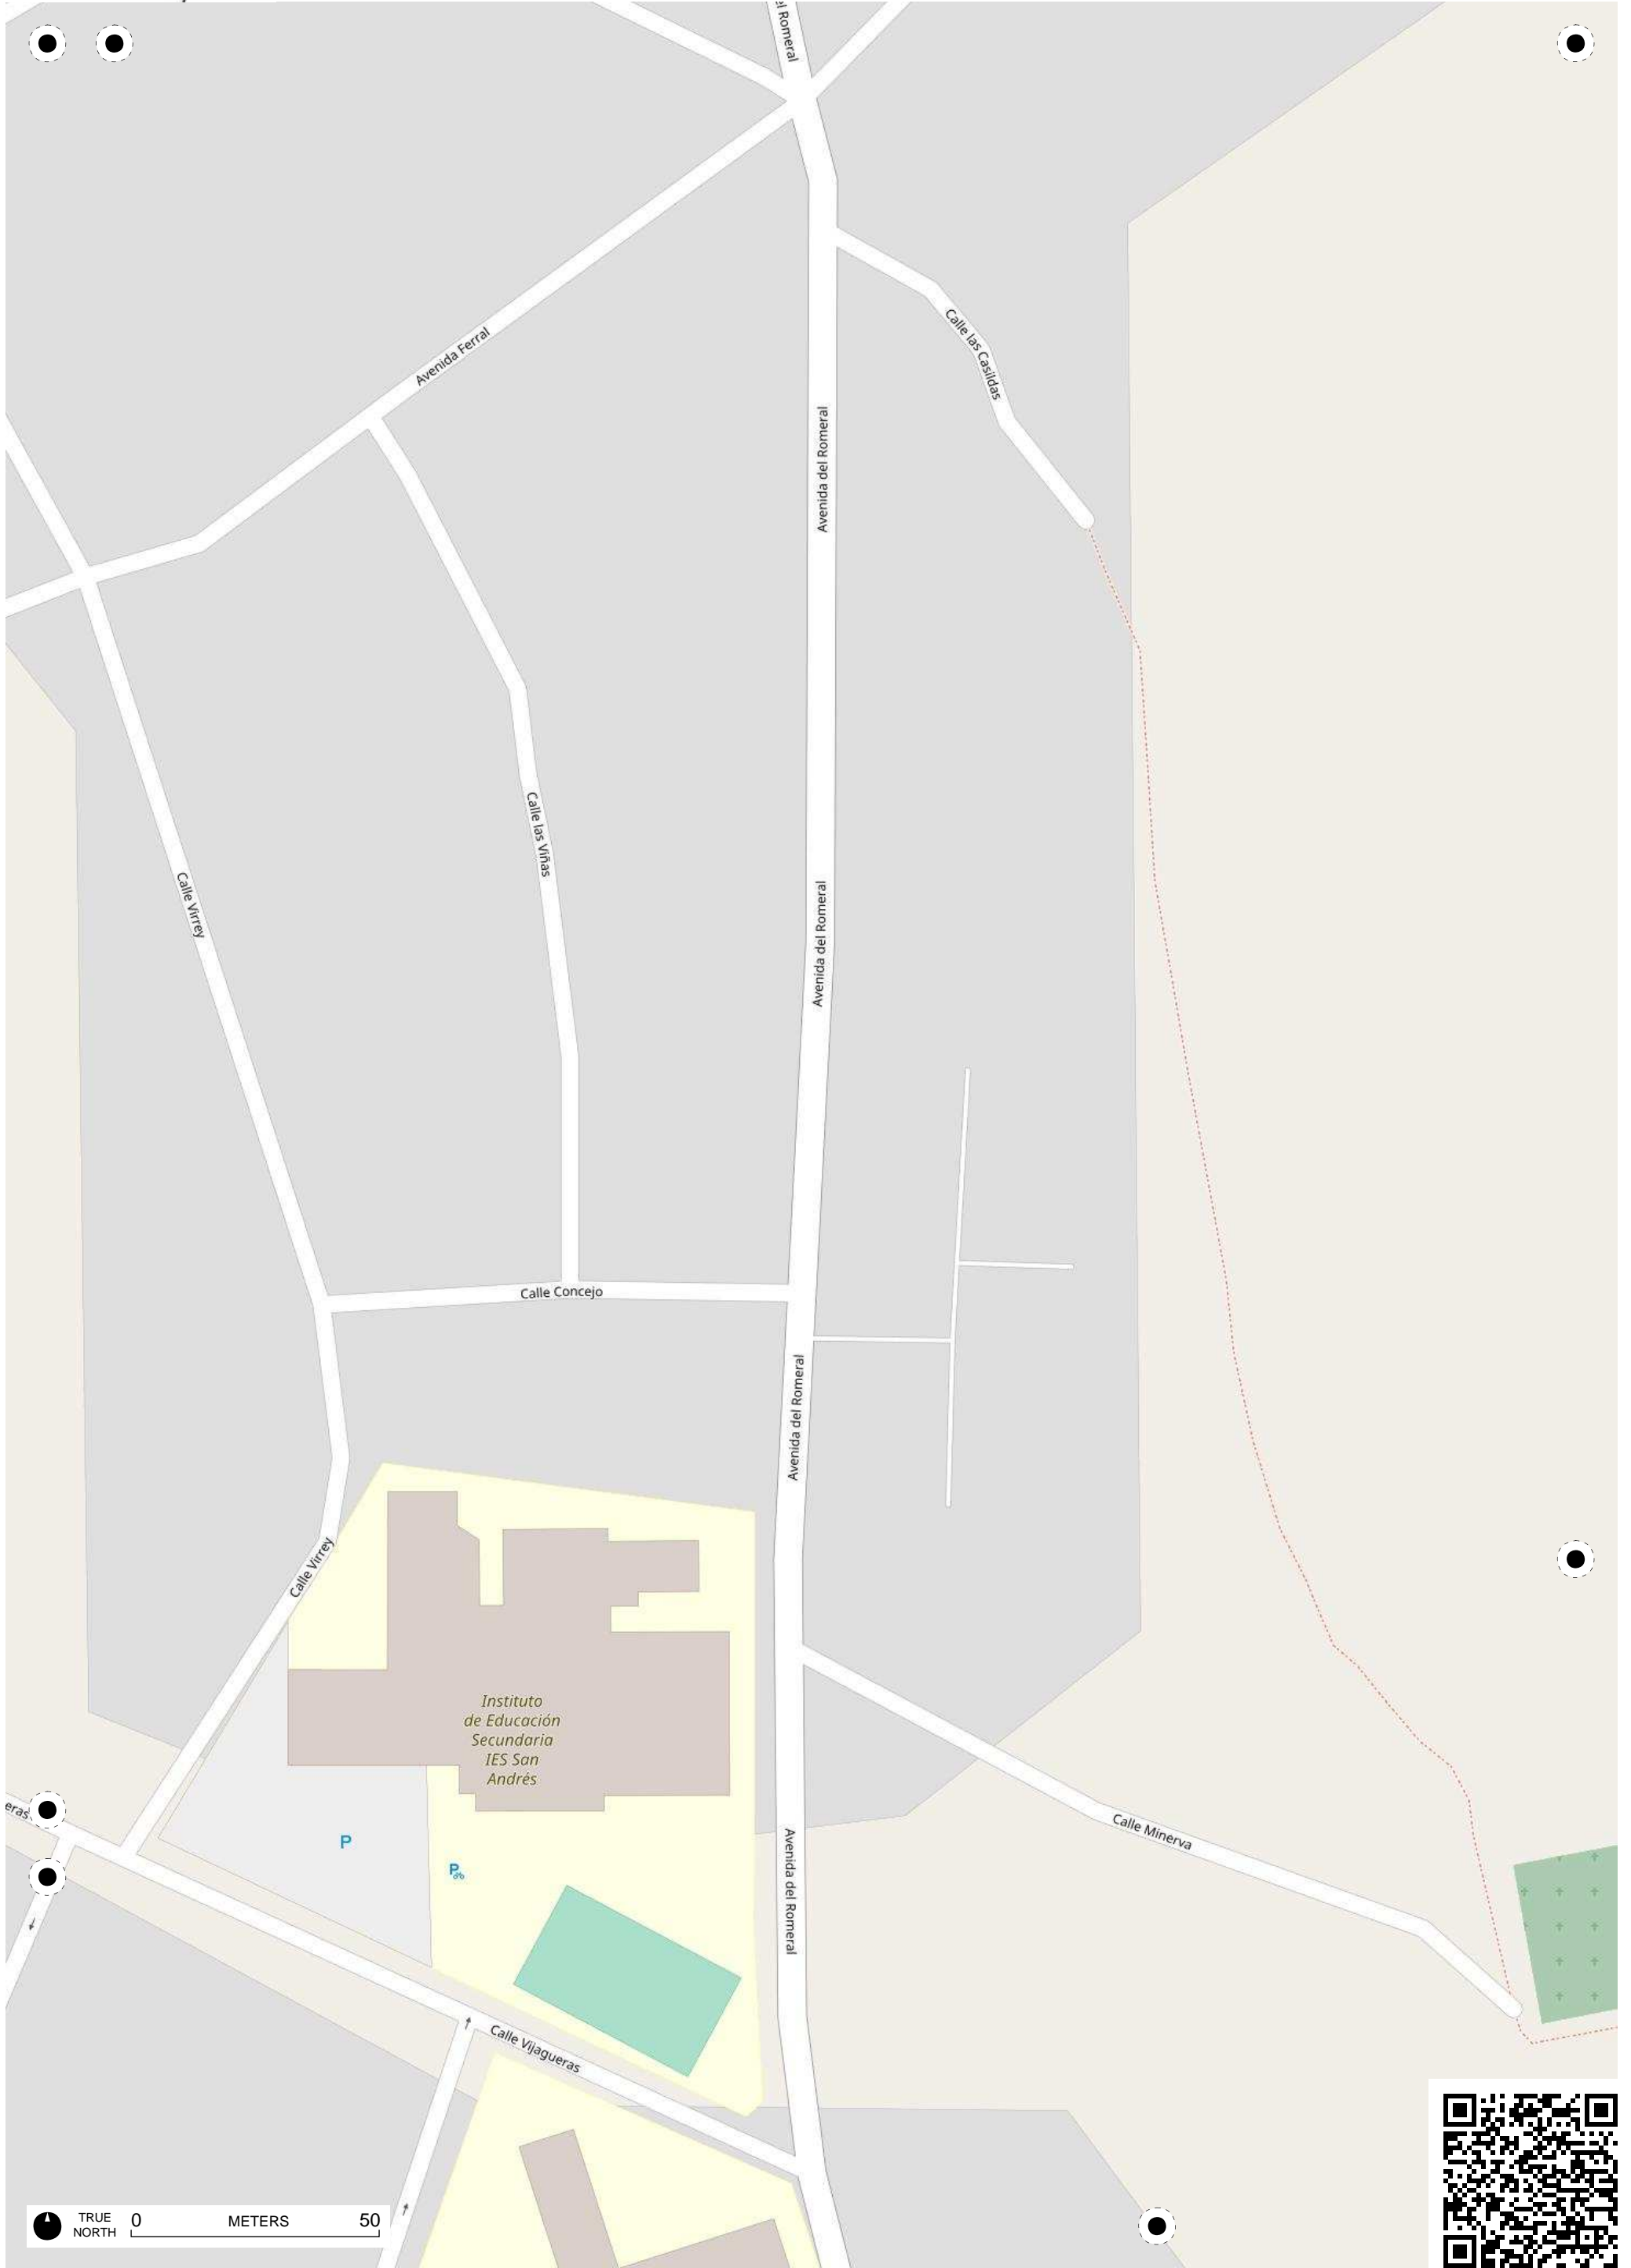 el Romeral
Avenida Ferral
Calle las Casildas
Avenida del Romeral
Calle las Viñas
Calle Virrey
Avenida del Romeral
Calle Concejo
Avenida del Romeral
Calle Virrey
Instituto
de Educación
Secundaria
IES San
Andrés
eras
P
P
Calle Minerva
Avenida del Romeral
Calle Vijagueras
TRUE
NORTH
0 METERS 50